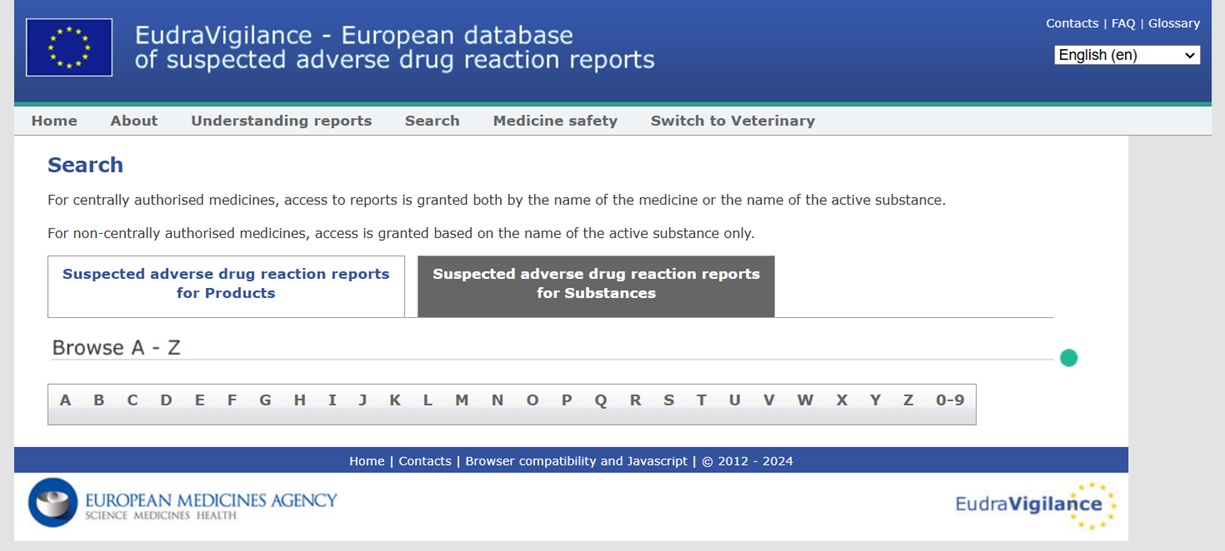 EudraVigilance - European database
of suspected adverse drug reaction reports
Contacts | FAQ | Glossary
English (en)
Home About Understanding reports Search Medicine safety Switch to Veterinary
Search
For centrally authorised medicines, access to reports is granted both by the name of the medicine or the name of the active substance.
For non-centrally authorised medicines, access is granted based on the name of the active substance only.
Suspected adverse drug reaction reports
for Products
Suspected adverse drug reaction reports
for Substances
Browse A - Z
A B C D E F G H I J K L M N O P Q R S T U V W X Y Z 0-9
Home | Contacts | Browser compatibility and Javascript | © 2012 - 2024
EUROPEAN MEDICINES AGENCY
SCIENCE MEDICINES HEALTH
EudraVigilance